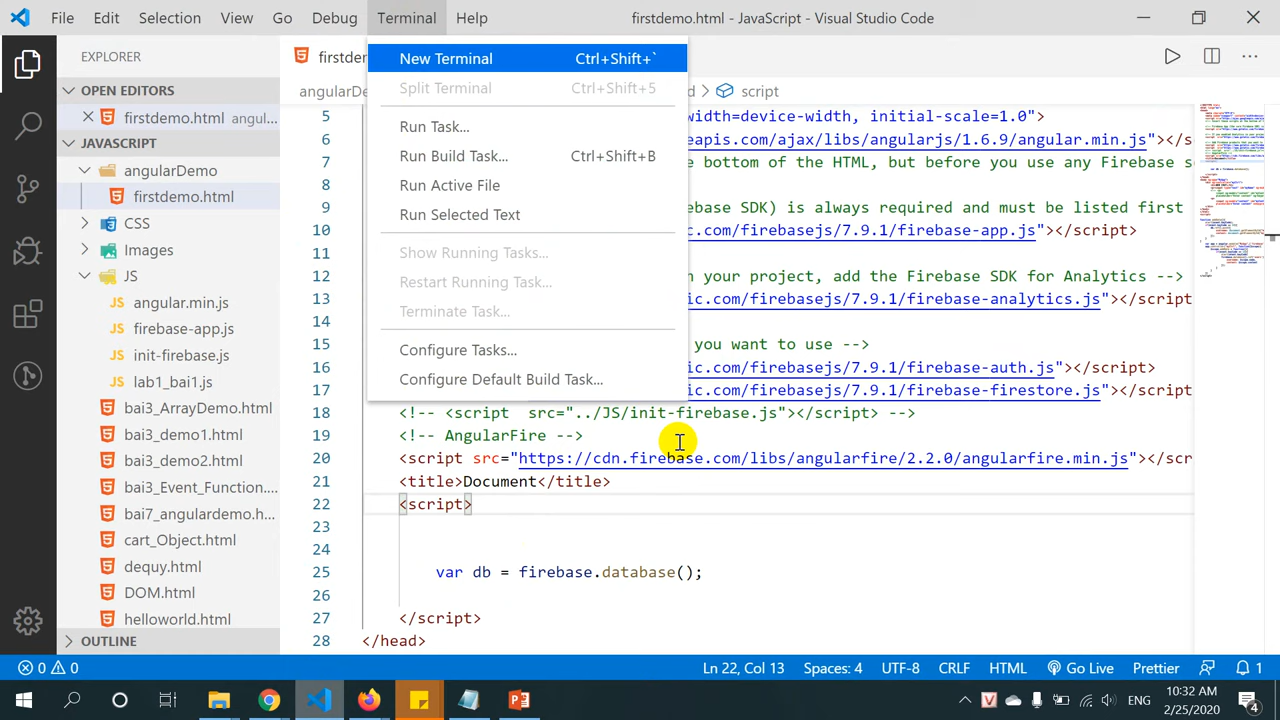 File Edit Selection View Go Debug Terminal Help firstdemo.html - JavaScript - Visual Studio Code
EXPLORER
OPEN EDITORS
firstdemo.html angul...
JAVASCRIPT
angularDemo
firstdemo.html
CSS
Images
JS
angular.min.js
firebase-app.js
init-firebase.js
lab1_bai1.js
bai3_ArrayDemo.html
bai3_demo1.html
bai3_demo2.html
bai3_Event_Function...
bai7_angulardemo.h...
cart_Object.html
dequy.html
DOM.html
helloworld.html
OUTLINE
firstde
New Terminal Ctrl+Shift+`
Split Terminal Ctrl+Shift+5
Run Task...
Run Build Task... Ctrl+Shift+B
Run Active File
Run Selected Text
Show Running Tasks...
Restart Running Task...
Terminate Task...
Configure Tasks...
Configure Default Build Task...
angularDe d > script
5 width=device-width, initial-scale=1.0">
6 eapis.com/ajax/libs/angularjs/1.6.9/angular.min.js"></s
7 e bottom of the HTML, but before you use any Firebase se
8
9 ebase SDK) is always required and must be listed first
10 c.com/firebasejs/7.9.1/firebase-app.js"></script>
11
12 n your project, add the Firebase SDK for Analytics -->
13 ic.com/firebasejs/7.9.1/firebase-analytics.js"></script
14
15 you want to use -->
16 ic.com/firebasejs/7.9.1/firebase-auth.js"></script>
17 ic.com/firebasejs/7.9.1/firebase-firestore.js"></script
18 <!-- <script src="../JS/init-firebase.js"></script> -->
19 <!-- AngularFire -->
20 <script src="https://cdn.firebase.com/libs/angularfire/2.2.0/angularfire.min.js"></scr
21 <title>Document</title>
22 <script>
23
24
25 var db = firebase.database();
26
27 </script>
28 </head>
0 0 Ln 22, Col 13 Spaces: 4 UTF-8 CRLF HTML Go Live Prettier 1
ENG 10:32 AM
2/25/2020 4